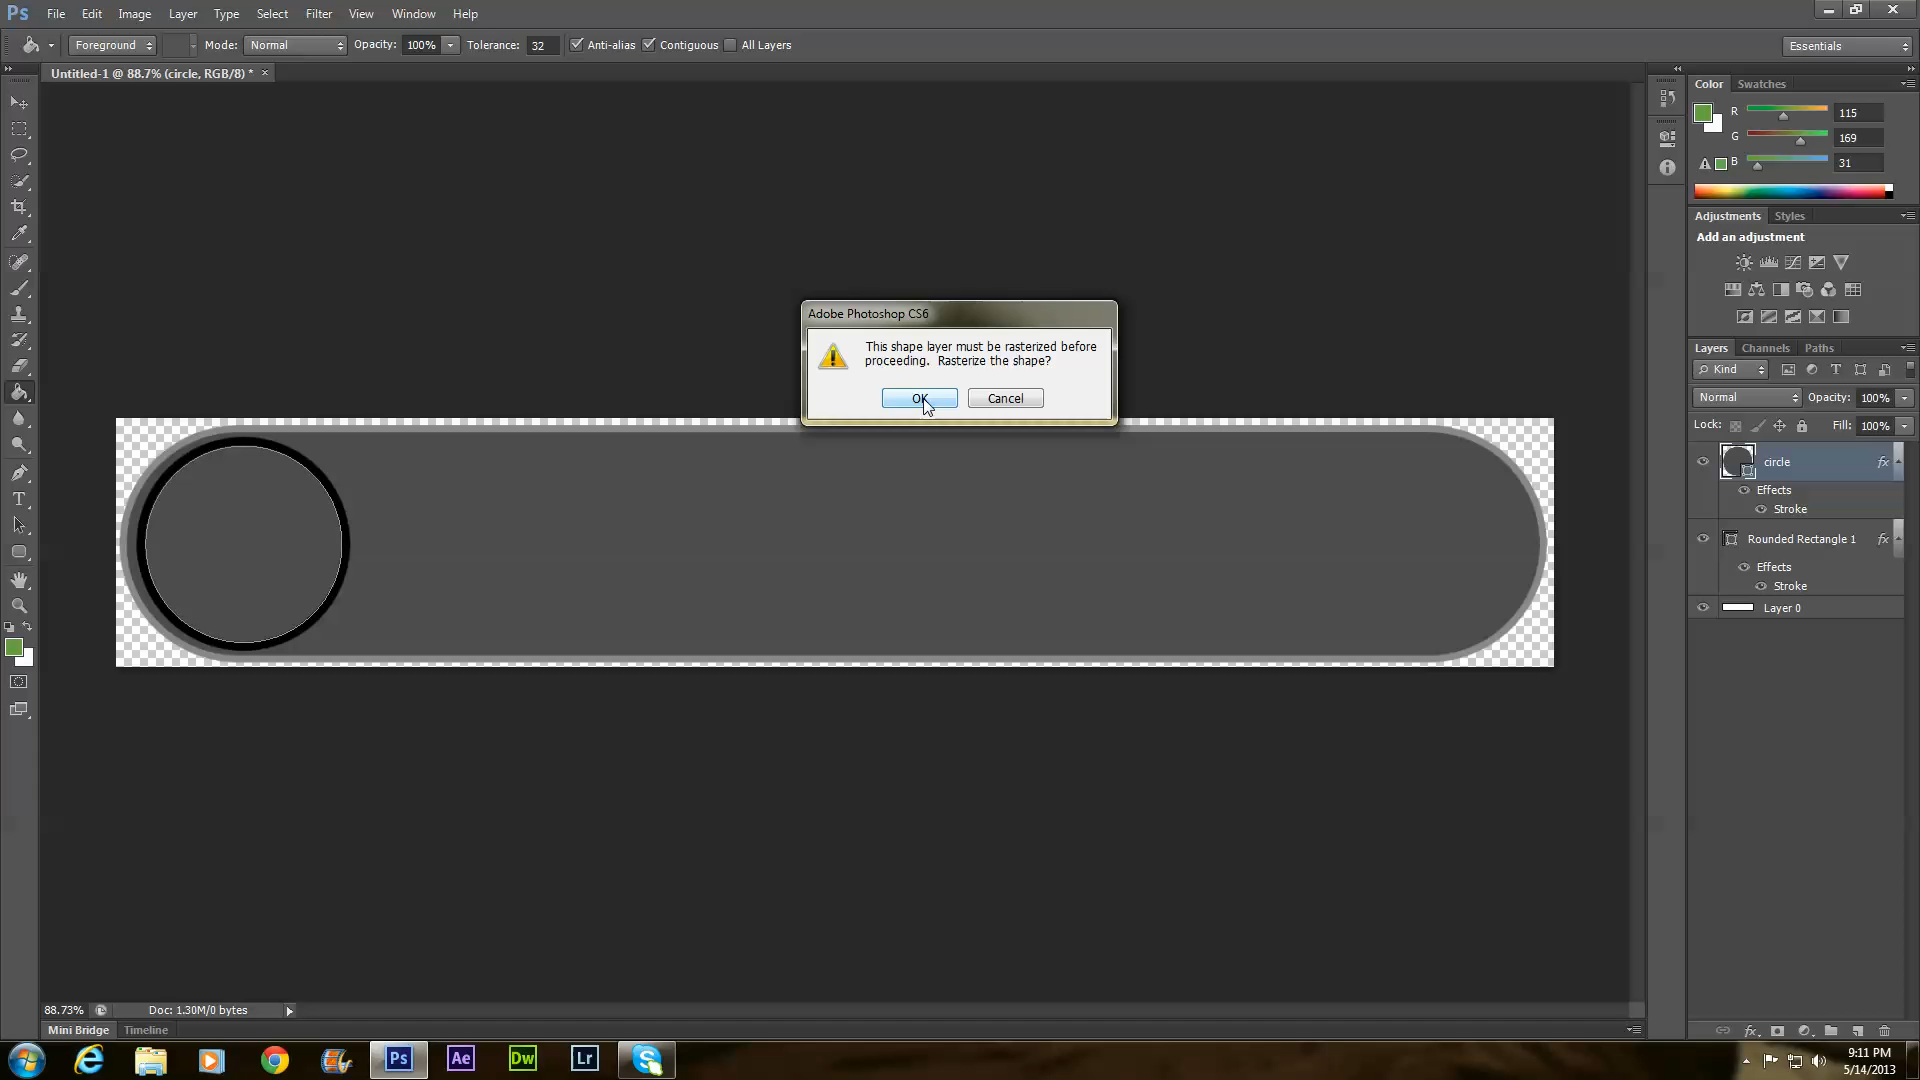 Ps File Edit Image Layer Type Select Filter View Window Help
Foreground Mode: Normal Opacity: 100% Tolerance: 32 Anti-alias Contiguous All Layers Essentials
Untitled-1 @ 88.7% (circle, RGB/8) *
Color Swatches
R 115
G 169
B 31
Adjustments Styles
Add an adjustment
Layers Channels Paths
Kind
Normal Opacity: 100%
Lock: Fill: 100%
circle fx
Effects
Stroke
Rounded Rectangle 1 fx
Effects
Stroke
Layer 0
Adobe Photoshop CS6
This shape layer must be rasterized before
proceeding. Rasterize the shape?
OK Cancel
88.73% Doc: 1.30M/0 bytes
Mini Bridge Timeline
Ps Ae Dw Lr
9:11 PM
5/14/2013